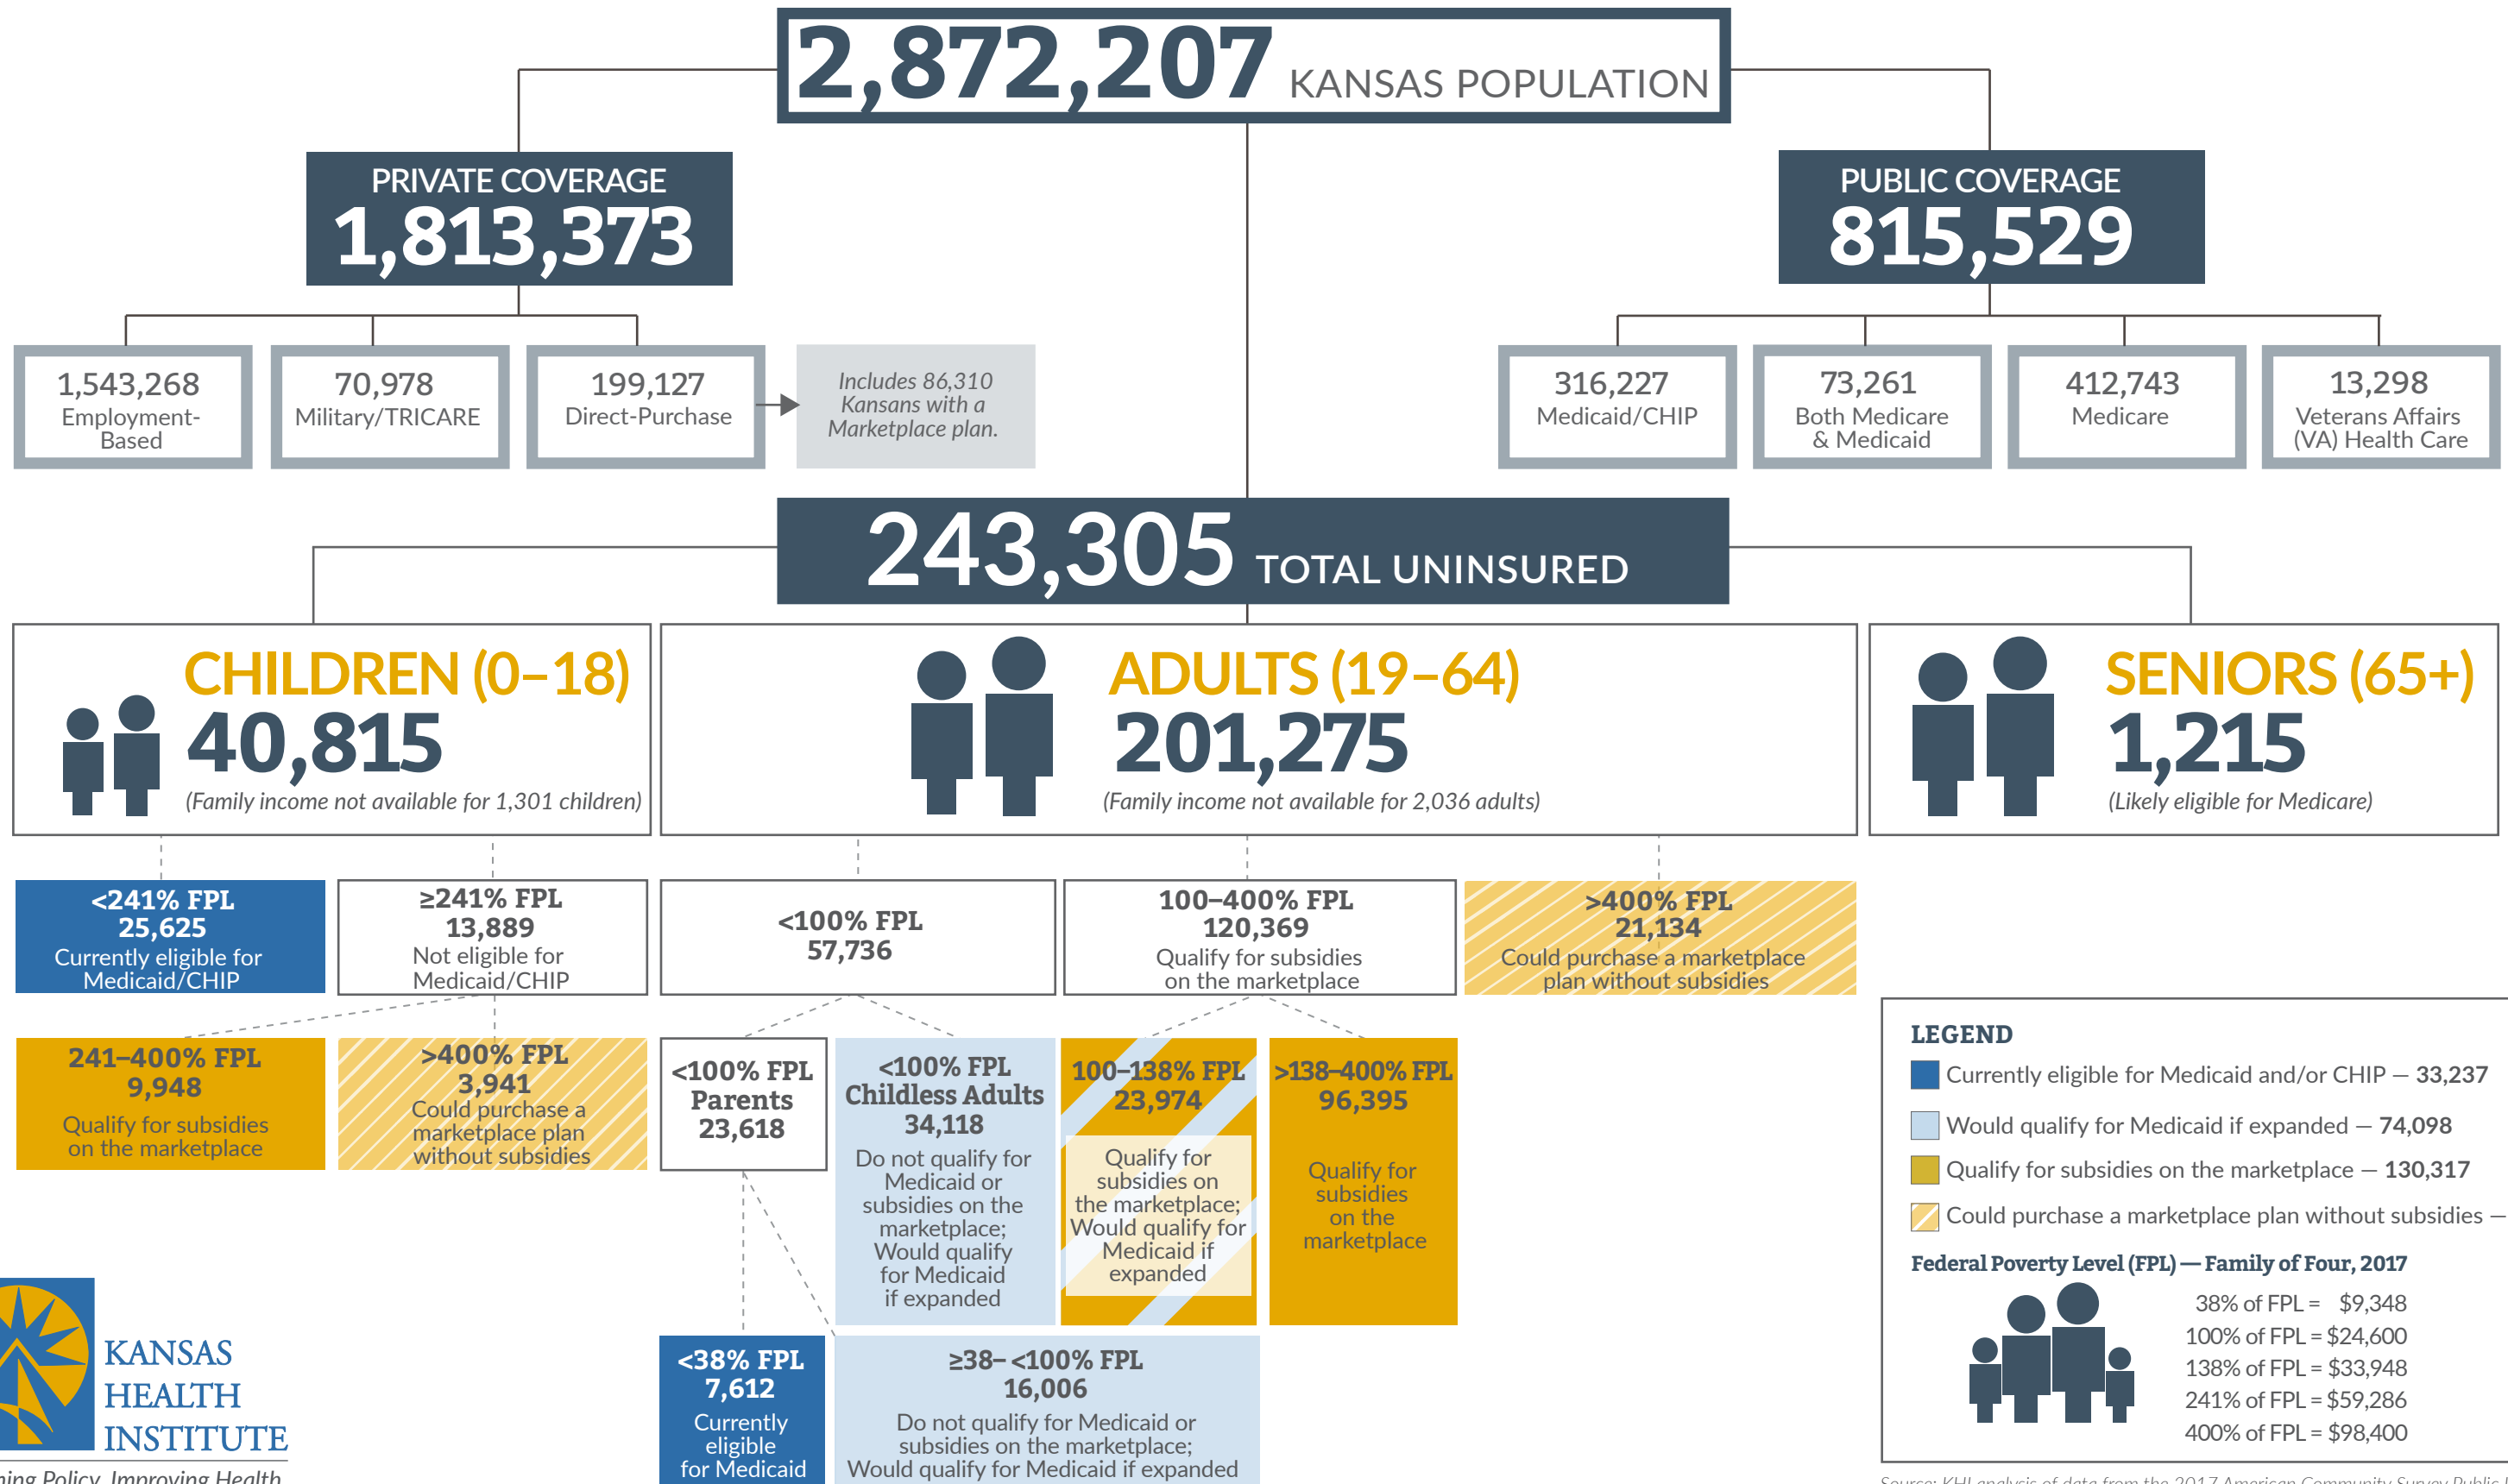 2,872,207 KANSAS POPULATION
PRIVATE COVERAGE
1,813,373
PUBLIC COVERAGE
815,529
1,543,268
Employment-
Based
70,978
Military/TRICARE
199,127
Direct-Purchase
Includes 86,310
Kansans with a
Marketplace plan.
316,227
Medicaid/CHIP
73,261
Both Medicare
& Medicaid
412,743
Medicare
13,298
Veterans Affairs
(VA) Health Care
243,305 TOTAL UNINSURED
CHILDREN (0–18)
40,815
(Family income not available for 1,301 children)
ADULTS (19–64)
201,275
(Family income not available for 2,036 adults)
SENIORS (65+)
1,215
(Likely eligible for Medicare)
<241% FPL
25,625
Currently eligible for
Medicaid/CHIP
≥241% FPL
13,889
Not eligible for
Medicaid/CHIP
<100% FPL
57,736
100–400% FPL
120,369
Qualify for subsidies
on the marketplace
>400% FPL
21,134
Could purchase a marketplace
plan without subsidies
241–400% FPL
9,948
Qualify for subsidies
on the marketplace
>400% FPL
3,941
Could purchase a
marketplace plan
without subsidies
<100% FPL
Parents
23,618
<100% FPL
Childless Adults
34,118
Do not qualify for
Medicaid or
subsidies on the
marketplace;
Would qualify
for Medicaid
if expanded
100–138% FPL
23,974
Qualify for
subsidies on
the marketplace;
Would qualify for
Medicaid if
expanded
>138–400% FPL
96,395
Qualify for
subsidies
on the
marketplace
<38% FPL
7,612
Currently
eligible
for Medicaid
≥38– <100% FPL
16,006
Do not qualify for Medicaid or
subsidies on the marketplace;
Would qualify for Medicaid if expanded
LEGEND
Currently eligible for Medicaid and/or CHIP — 33,237
Would qualify for Medicaid if expanded — 74,098
Qualify for subsidies on the marketplace — 130,317
Could purchase a marketplace plan without subsidies —
Federal Poverty Level (FPL) — Family of Four, 2017
38% of FPL = $9,348
100% of FPL = $24,600
138% of FPL = $33,948
241% of FPL = $59,286
400% of FPL = $98,400
KANSAS
HEALTH
INSTITUTE
Policy. Improving Health.
Source: KHI analysis of data from the 2017 American Community Survey Public